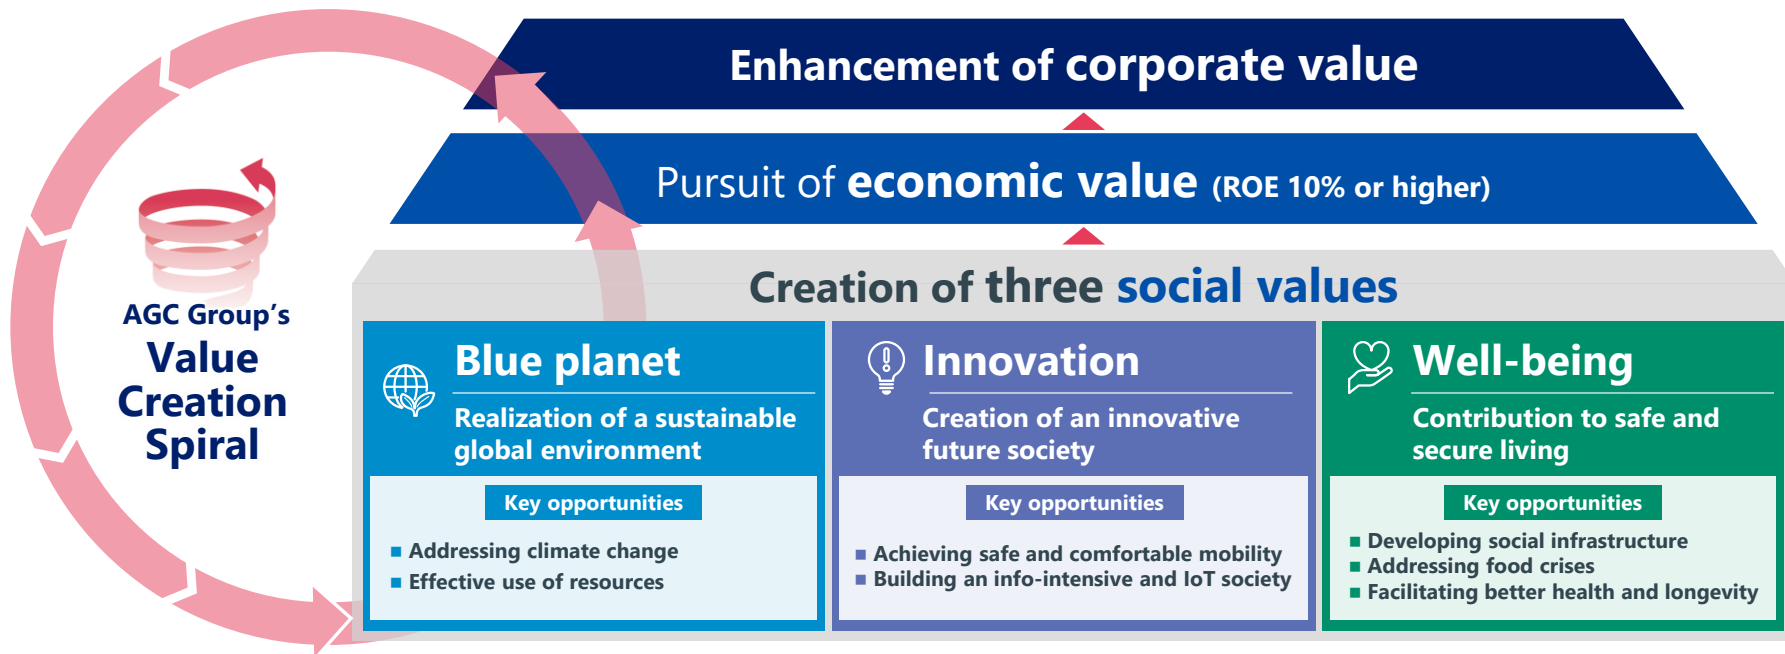 Enhancement of corporate value
Pursuit of economic value (ROE 10% or higher)
AGC Group's
Value
Creation
Spiral
Creation of three social values
Blue planet
Realization of a sustainable
global environment
Key opportunities
Addressing climate change
Effective use of resources
Innovation
Creation of an innovative
future society
Key opportunities
Achieving safe and comfortable mobility
Building an info-intensive and IoT society
Well-being
Contribution to safe and
secure living
Key opportunities
Developing social infrastructure
Addressing food crises
Facilitating better health and longevity